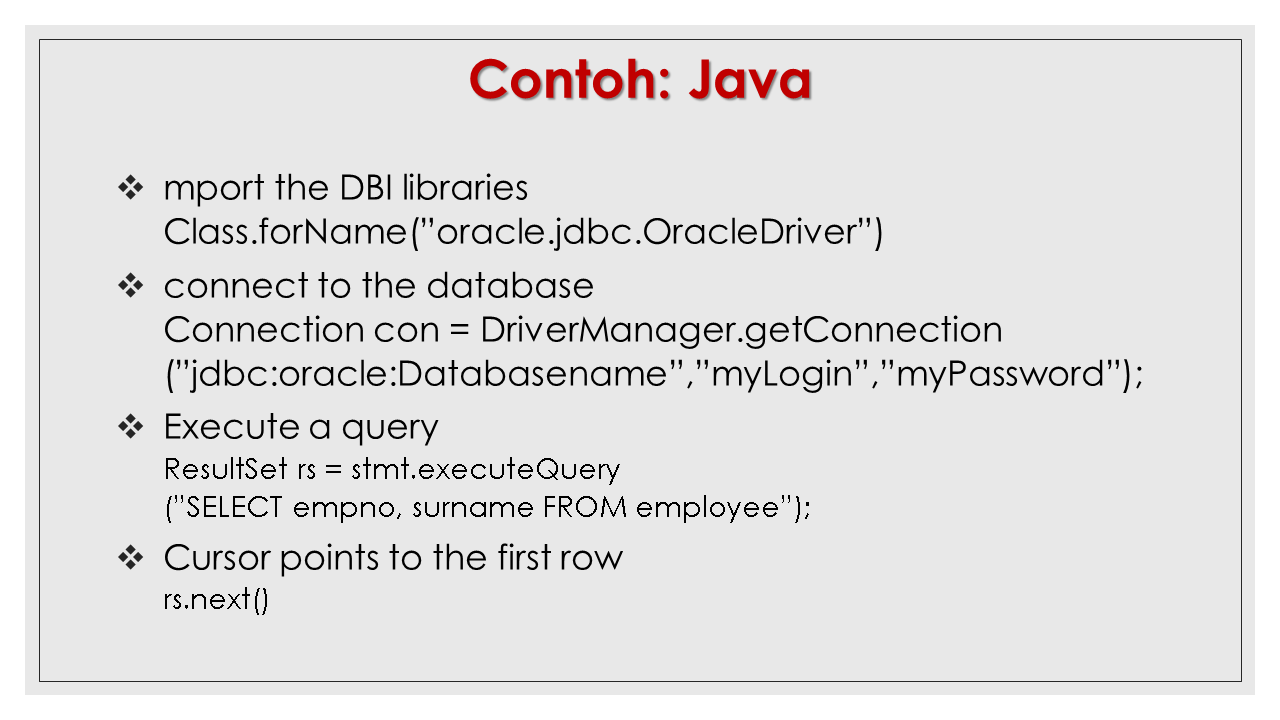 Contoh: Java
❖ mport the DBI libraries
Class.forName(”oracle.jdbc.OracleDriver”)
❖ connect to the database
Connection con = DriverManager.getConnection
(”jdbc:oracle:Databasename”,”myLogin”,”myPassword”);
❖ Execute a query
ResultSet rs = stmt.executeQuery
(”SELECT empno, surname FROM employee”);
❖ Cursor points to the first row
rs.next()